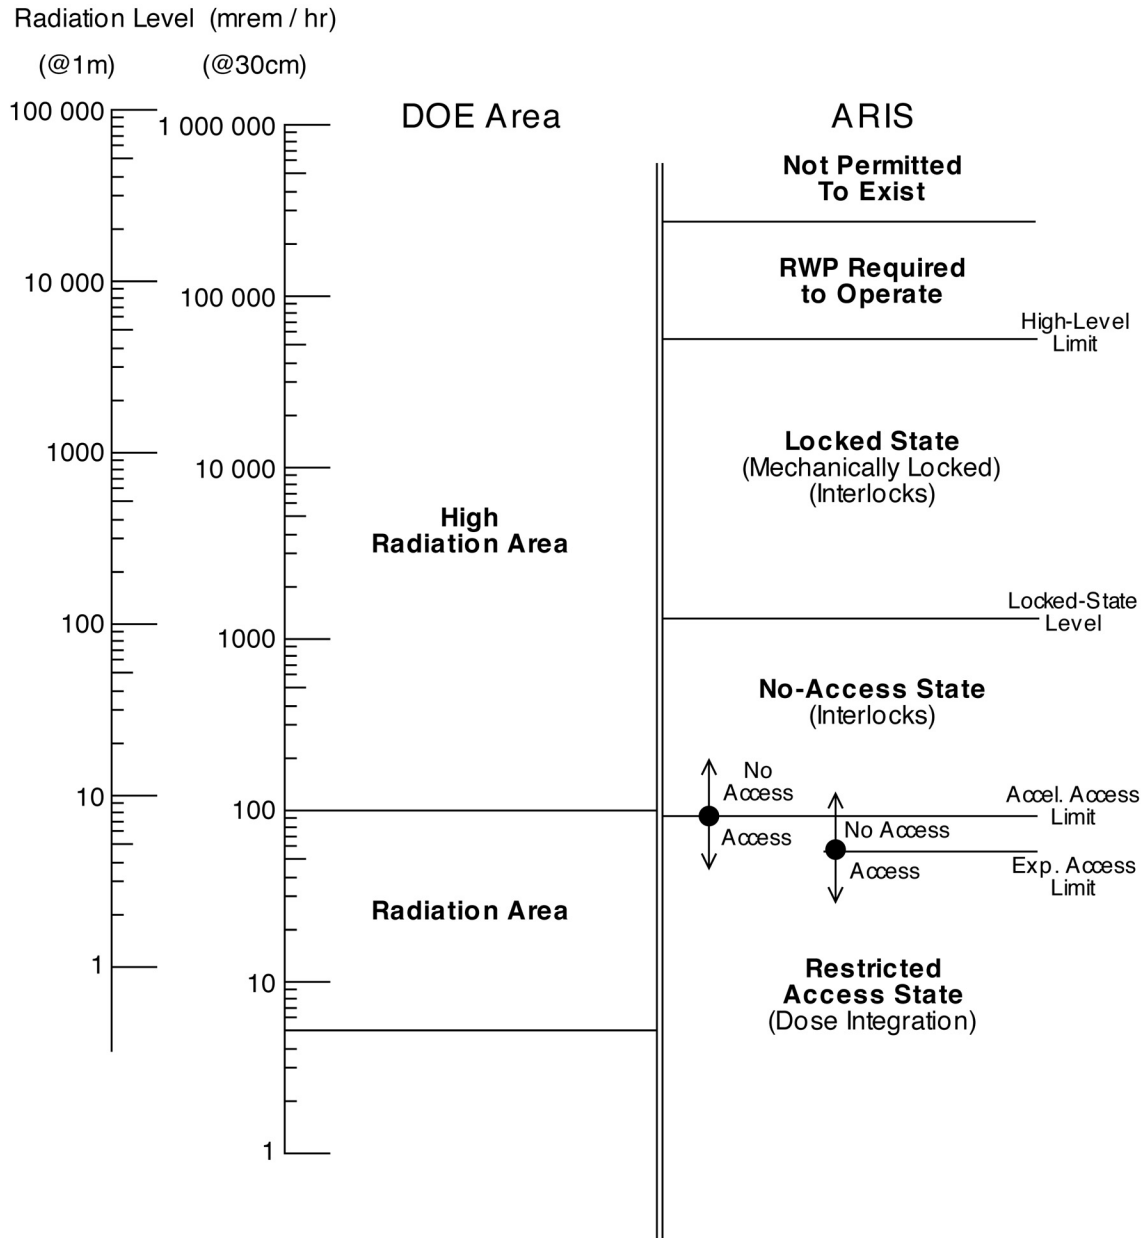 Radiation Level (mrem / hr)
(@1m)
(@30cm)
DOE Area
ARIS
100 000
10 000
1000
100
10
1
1 000 000
100 000
10 000
1000
100
10
1
High
Radiation Area
Radiation Area
Not Permitted
To Exist
RWP Required
to Operate
High-Level
Limit
Locked State
(Mechanically Locked)
(Interlocks)
Locked-State
Level
No-Access State
(Interlocks)
No
Access
Access
No Access
Access
Accel. Access
Limit
Exp. Access
Limit
Restricted
Access State
(Dose Integration)